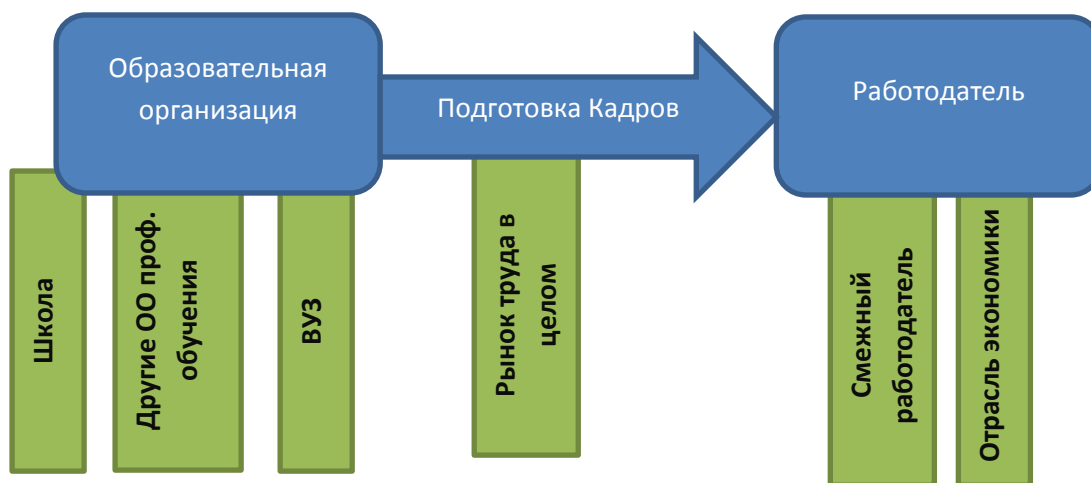 Образовательная
организация
Подготовка Кадров
Работодатель
Школа
Другие ОО проф.
обучения
ВУЗ
Рынок труда в
целом
Смежный
работодатель
Отрасль экономики